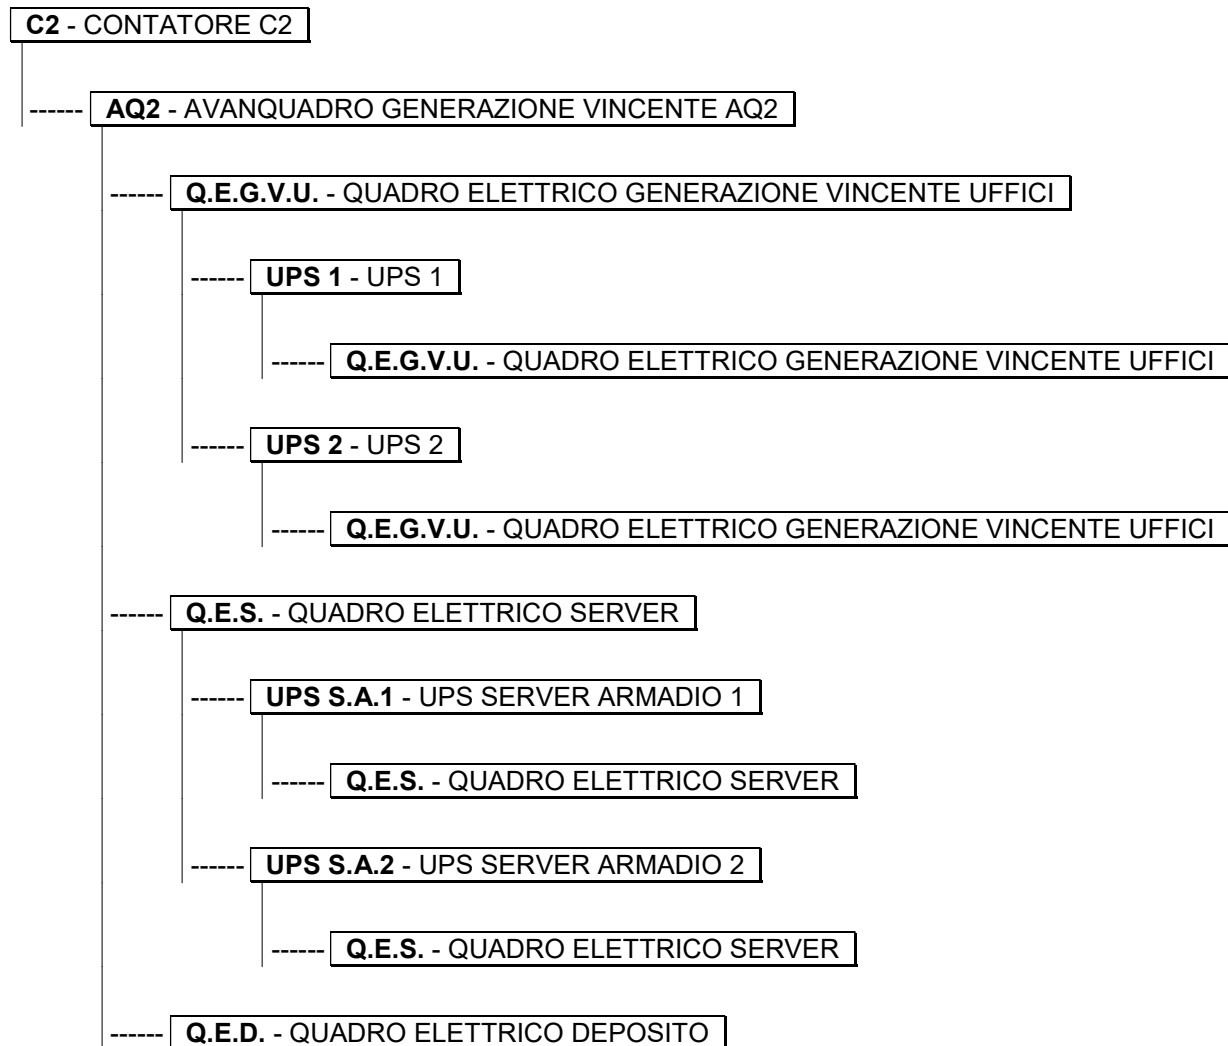 C2 - CONTATORE C2
------ AQ2 - AVANQUADRO GENERAZIONE VINCENTE AQ2
------ Q.E.G.V.U. - QUADRO ELETTRICO GENERAZIONE VINCENTE UFFICI
------ UPS 1 - UPS 1
------ Q.E.G.V.U. - QUADRO ELETTRICO GENERAZIONE VINCENTE UFFICI
------ UPS 2 - UPS 2
------ Q.E.G.V.U. - QUADRO ELETTRICO GENERAZIONE VINCENTE UFFICI
------ Q.E.S. - QUADRO ELETTRICO SERVER
------ UPS S.A.1 - UPS SERVER ARMADIO 1
------ Q.E.S. - QUADRO ELETTRICO SERVER
------ UPS S.A.2 - UPS SERVER ARMADIO 2
------ Q.E.S. - QUADRO ELETTRICO SERVER
------ Q.E.D. - QUADRO ELETTRICO DEPOSITO